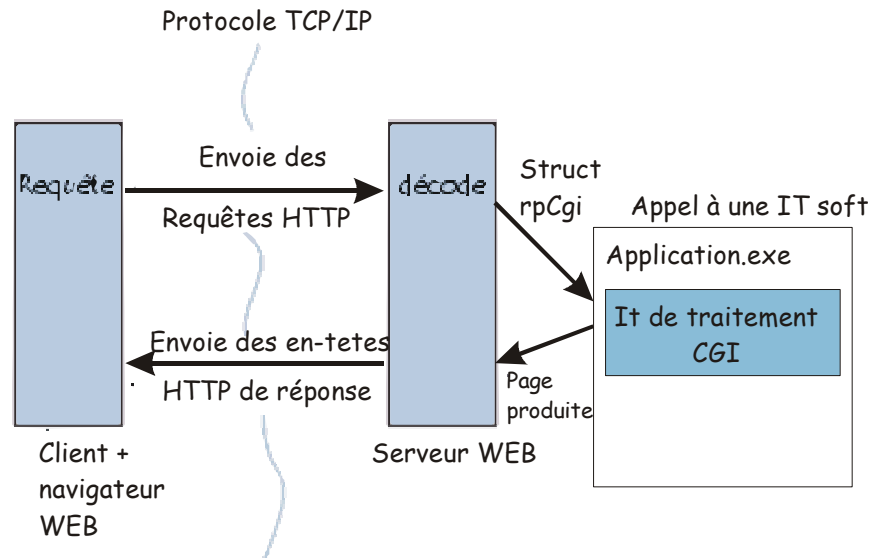 Protocole TCP/IP
Requête
Envoie des
Requêtes HTTP
décode
Struct
rpCgi
Appel à une IT soft
Application.exe
It de traitement
CGI
Envoie des en-tetes
HTTP de réponse
Page
produite
Client +
navigateur
WEB
Serveur WEB